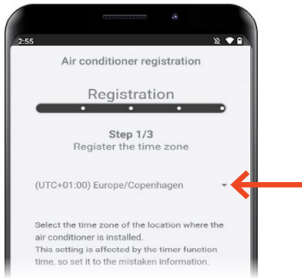 2:55
Air conditioner registration
Registration
Step 1/3
Register the time zone
(UTC+01:00) Europe/Copenhagen
Select the time zone of the location where the
air conditioner is installed.
This setting is affected by the timer function
time, so set it to the mistaken information.